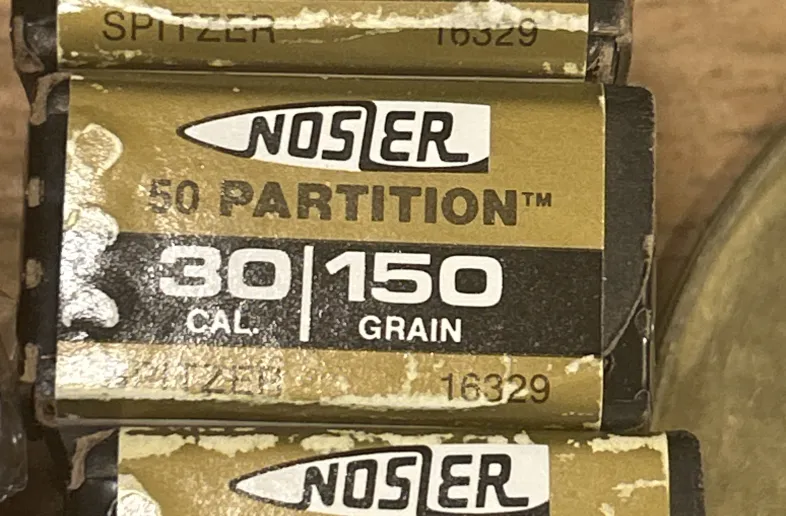 SPITZER 16329
NOSLER
50 PARTITION™
30 | 150
CAL. GRAIN
SPITZER 16329
NOSLER